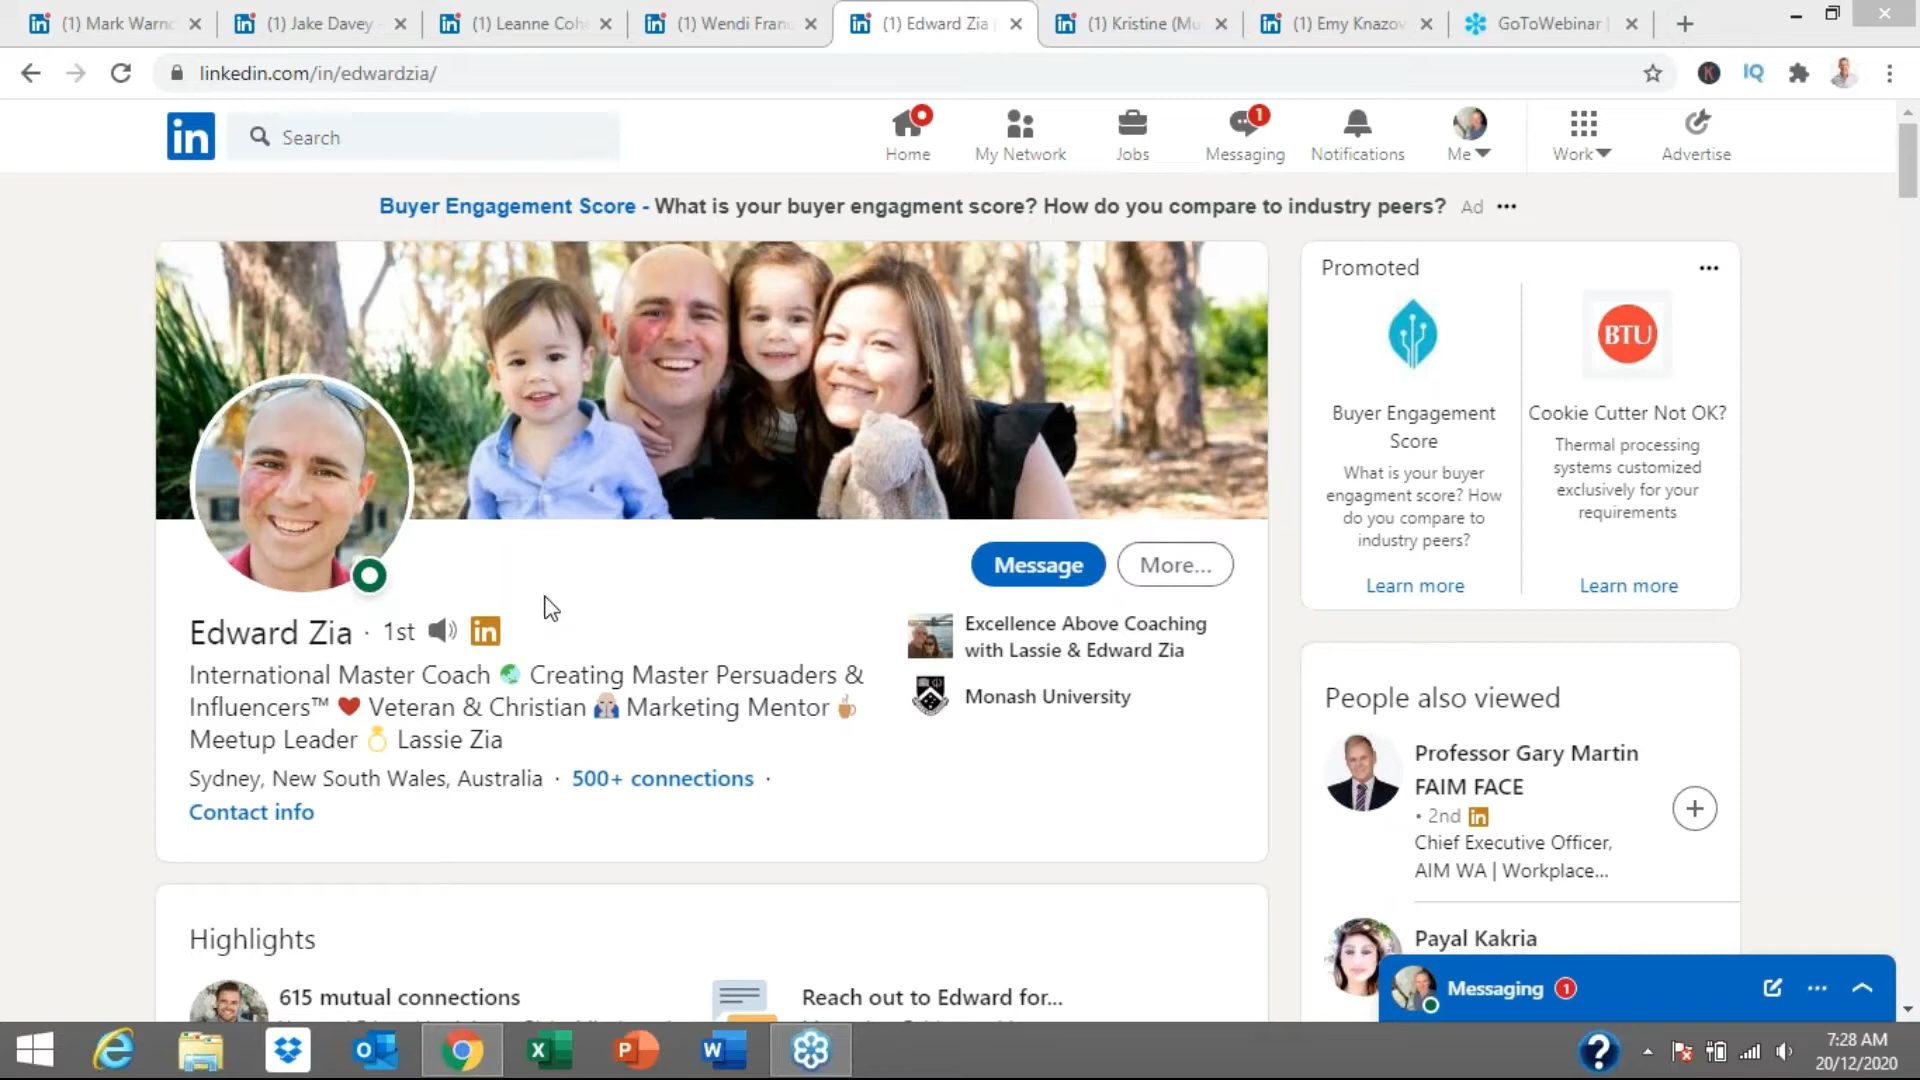 (1) Mark Warnc
(1) Jake Davey -
(1) Leanne Coh
(1) Wendi Fran
(1) Edward Zia |
(1) Kristine (Mu
(1) Emy Knazov
GoToWebinar |
linkedin.com/in/edwardzia/
K
IQ
in
Search
Home
My Network
Jobs
1
Messaging
Notifications
Me
Work
Advertise
Buyer Engagement Score - What is your buyer engagment score? How do you compare to industry peers? Ad
Message
More...
Edward Zia · 1st in
International Master Coach Creating Master Persuaders &
Influencers™ Veteran & Christian Marketing Mentor
Meetup Leader Lassie Zia
Sydney, New South Wales, Australia · 500+ connections ·
Contact info
Excellence Above Coaching
with Lassie & Edward Zia
Monash University
Highlights
615 mutual connections
Reach out to Edward for...
Promoted
Buyer Engagement
Score
What is your buyer
engagment score? How
do you compare to
industry peers?
Learn more
BTU
Cookie Cutter Not OK?
Thermal processing
systems customized
exclusively for your
requirements
Learn more
People also viewed
Professor Gary Martin
FAIM FACE
• 2nd in
Chief Executive Officer,
AIM WA | Workplace...
Payal Kakria
Messaging 1
7:28 AM
20/12/2020